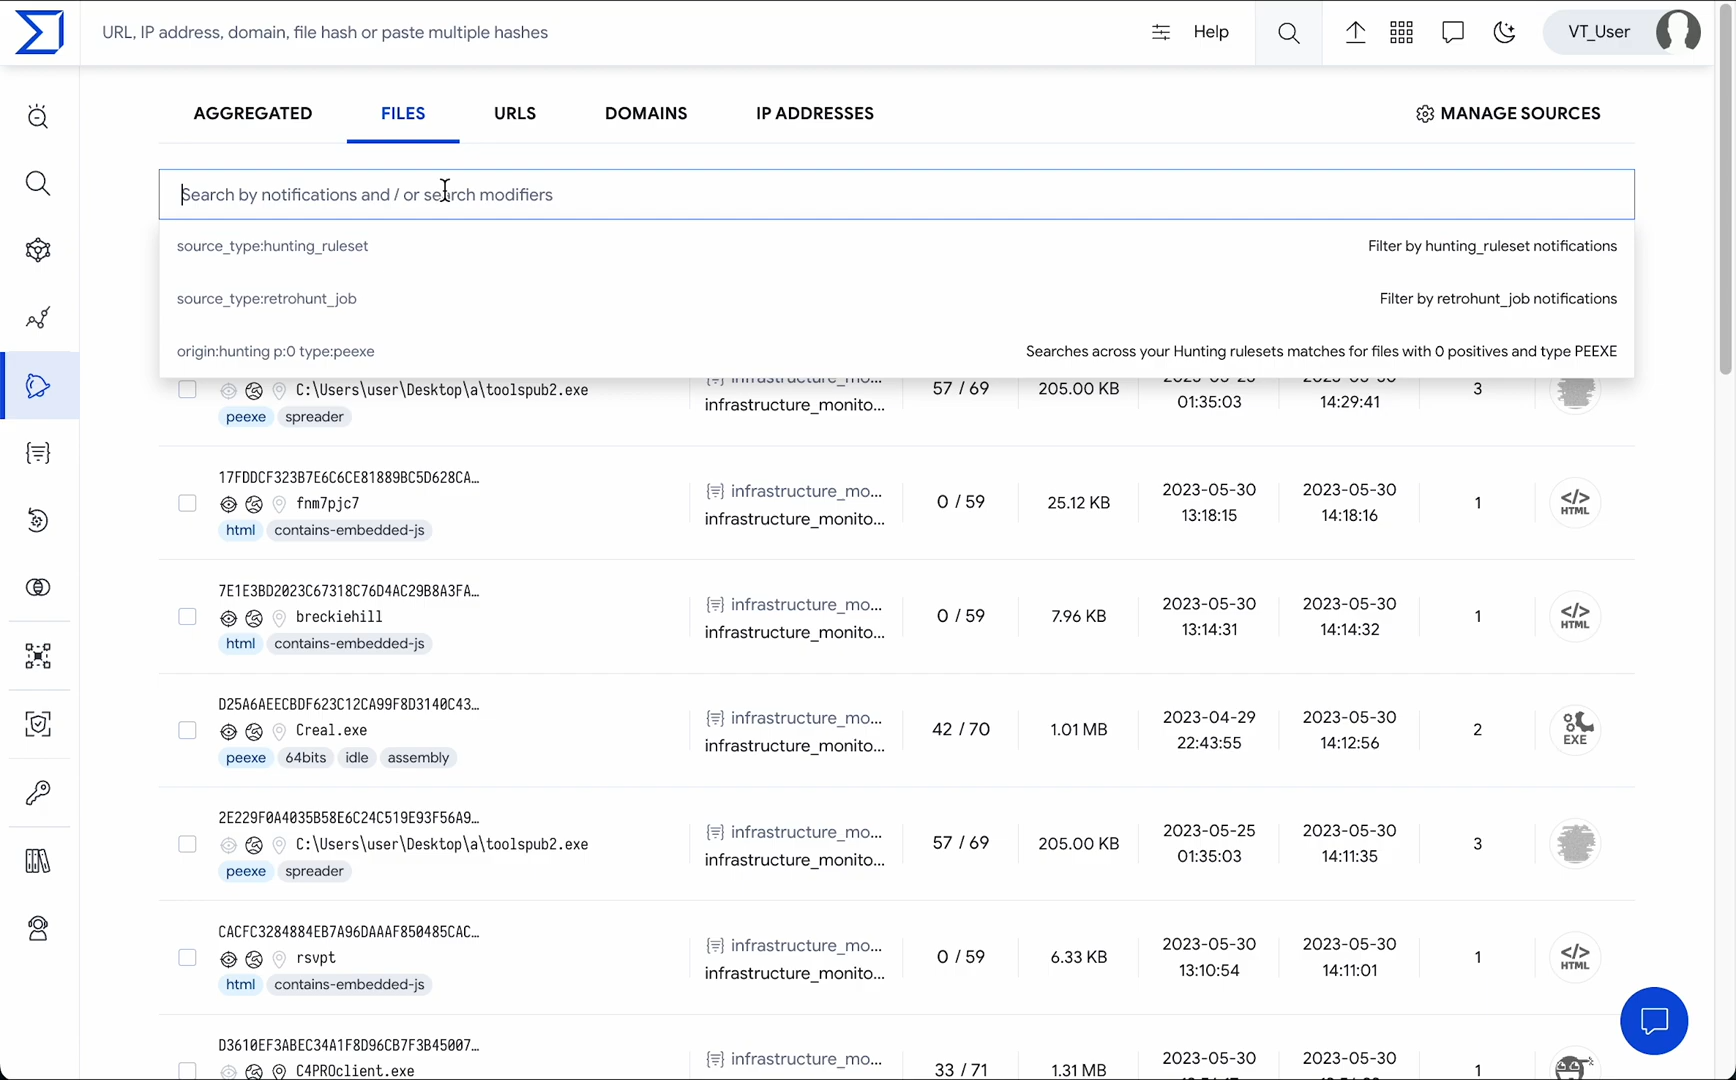 URL, IP address, domain, file hash or paste multiple hashes
Help
VT_User
AGGREGATED
FILES
URLS
DOMAINS
IP ADDRESSES
MANAGE SOURCES
Search by notifications and / or search modifiers
source_type:hunting_ruleset
Filter by hunting_ruleset notifications
source_type:retrohunt_job
Filter by retrohunt_job notifications
origin:hunting p:0 type:peexe
Searches across your Hunting rulesets matches for files with 0 positives and type PEEXE
C:\Users\user\Desktop\a\toolspub2.exe
peexe spreader
infrastructure_monito...
57 / 69
205.00 KB
01:35:03
14:29:41
3
17FDDCF323B7E6C6CE81889BC5D628CA…
fnm7pjc7
html contains-embedded-js
infrastructure_mo...
infrastructure_monito...
0 / 59
25.12 KB
2023-05-30
13:18:15
2023-05-30
14:18:16
1
</>
HTML
7E1E3BD2023C67318C76D4AC29B8A3FA…
breckiehill
html contains-embedded-js
infrastructure_mo...
infrastructure_monito...
0 / 59
7.96 KB
2023-05-30
13:14:31
2023-05-30
14:14:32
1
</>
HTML
D25A6AEECBDF623C12CA99F8D3140C43…
Creal.exe
peexe 64bits idle assembly
infrastructure_mo...
infrastructure_monito...
42 / 70
1.01 MB
2023-04-29
22:43:55
2023-05-30
14:12:56
2
EXE
2E229F0A4035B58E6C24C519E93F56A9…
C:\Users\user\Desktop\a\toolspub2.exe
peexe spreader
infrastructure_mo...
infrastructure_monito...
57 / 69
205.00 KB
2023-05-25
01:35:03
2023-05-30
14:11:35
3
CACFC3284884EB7A96DAAAF850485CAC…
rsvpt
html contains-embedded-js
infrastructure_mo...
infrastructure_monito...
0 / 59
6.33 KB
2023-05-30
13:10:54
2023-05-30
14:11:01
1
</>
HTML
D3610EF3ABEC34A1F8D96CB7F3B45007…
C4PROclient.exe
infrastructure_mo...
33 / 71
1.31 MB
2023-05-30
2023-05-30
1